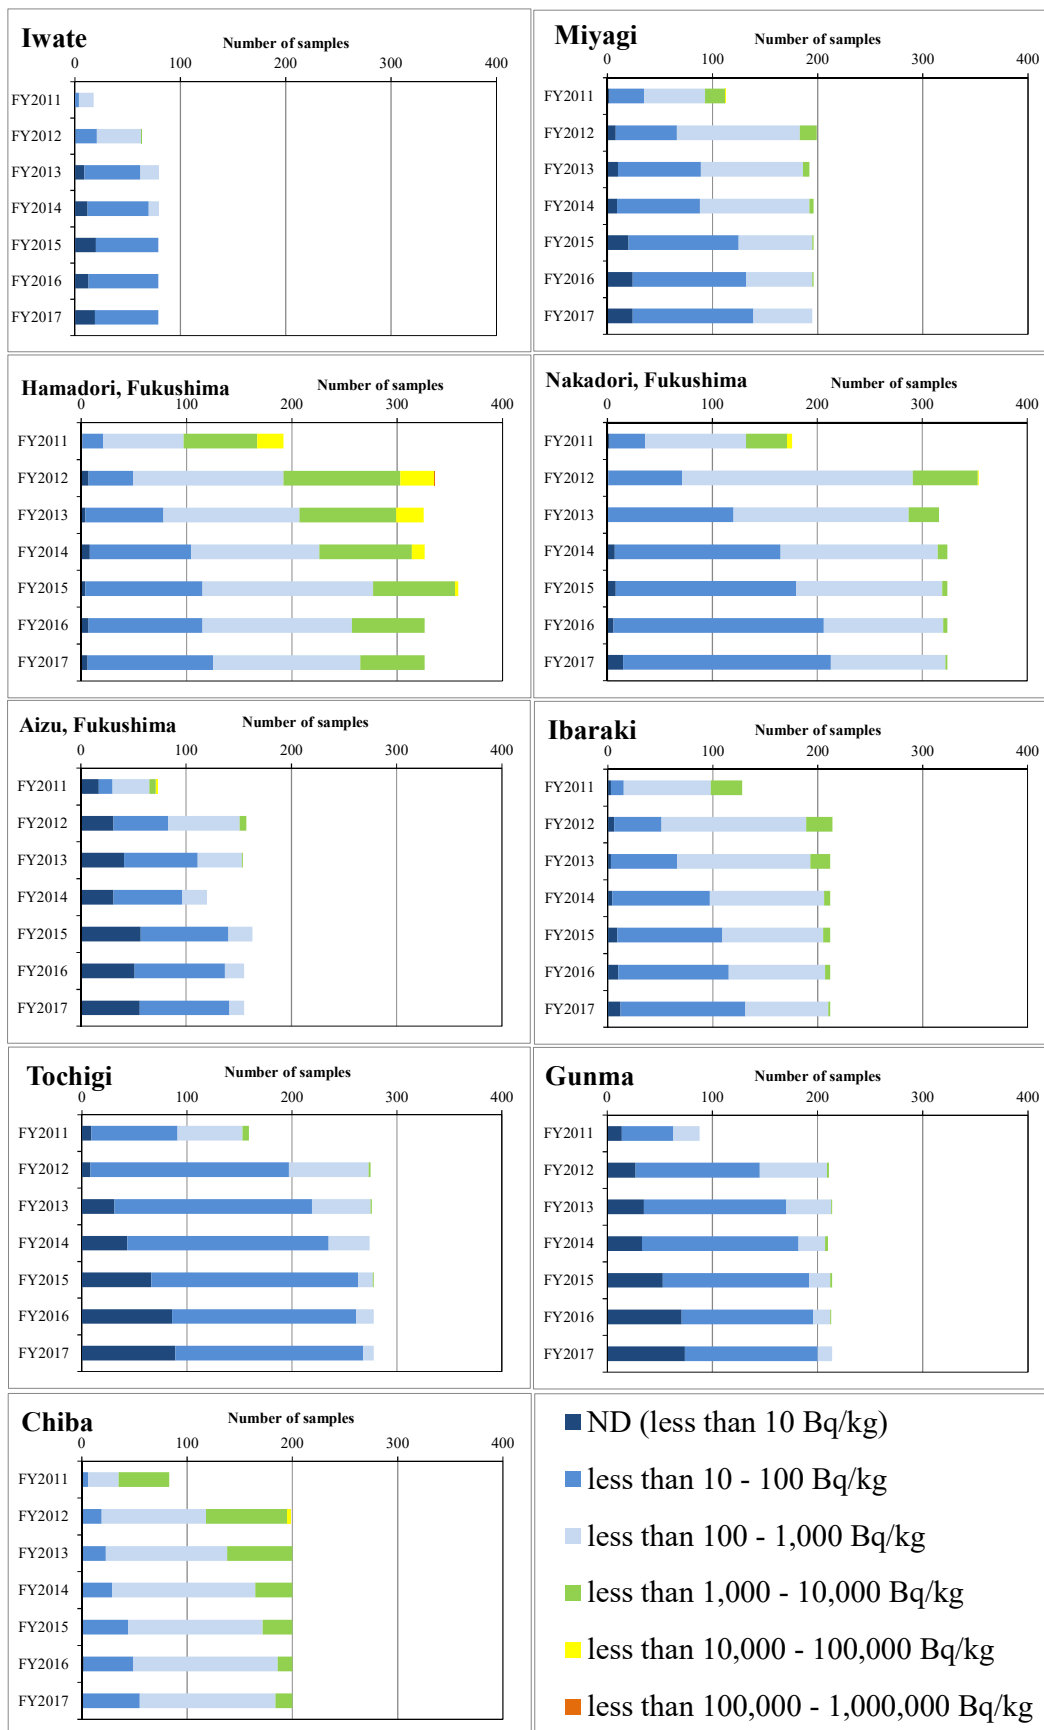 Iwate
Number of samples
0 100 200 300 400
FY2011
FY2012
FY2013
FY2014
FY2015
FY2016
FY2017
Miyagi
Number of samples
0 100 200 300 400
FY2011
FY2012
FY2013
FY2014
FY2015
FY2016
FY2017
Hamadori, Fukushima
Number of samples
0 100 200 300 400
FY2011
FY2012
FY2013
FY2014
FY2015
FY2016
FY2017
Nakadori, Fukushima
Number of samples
0 100 200 300 400
FY2011
FY2012
FY2013
FY2014
FY2015
FY2016
FY2017
Aizu, Fukushima
Number of samples
0 100 200 300 400
FY2011
FY2012
FY2013
FY2014
FY2015
FY2016
FY2017
Ibaraki
Number of samples
0 100 200 300 400
FY2011
FY2012
FY2013
FY2014
FY2015
FY2016
FY2017
Tochigi
Number of samples
0 100 200 300 400
FY2011
FY2012
FY2013
FY2014
FY2015
FY2016
FY2017
Gunma
Number of samples
0 100 200 300 400
FY2011
FY2012
FY2013
FY2014
FY2015
FY2016
FY2017
Chiba
Number of samples
0 100 200 300 400
FY2011
FY2012
FY2013
FY2014
FY2015
FY2016
FY2017
ND (less than 10 Bq/kg)
less than 10 - 100 Bq/kg
less than 100 - 1,000 Bq/kg
less than 1,000 - 10,000 Bq/kg
less than 10,000 - 100,000 Bq/kg
less than 100,000 - 1,000,000 Bq/kg